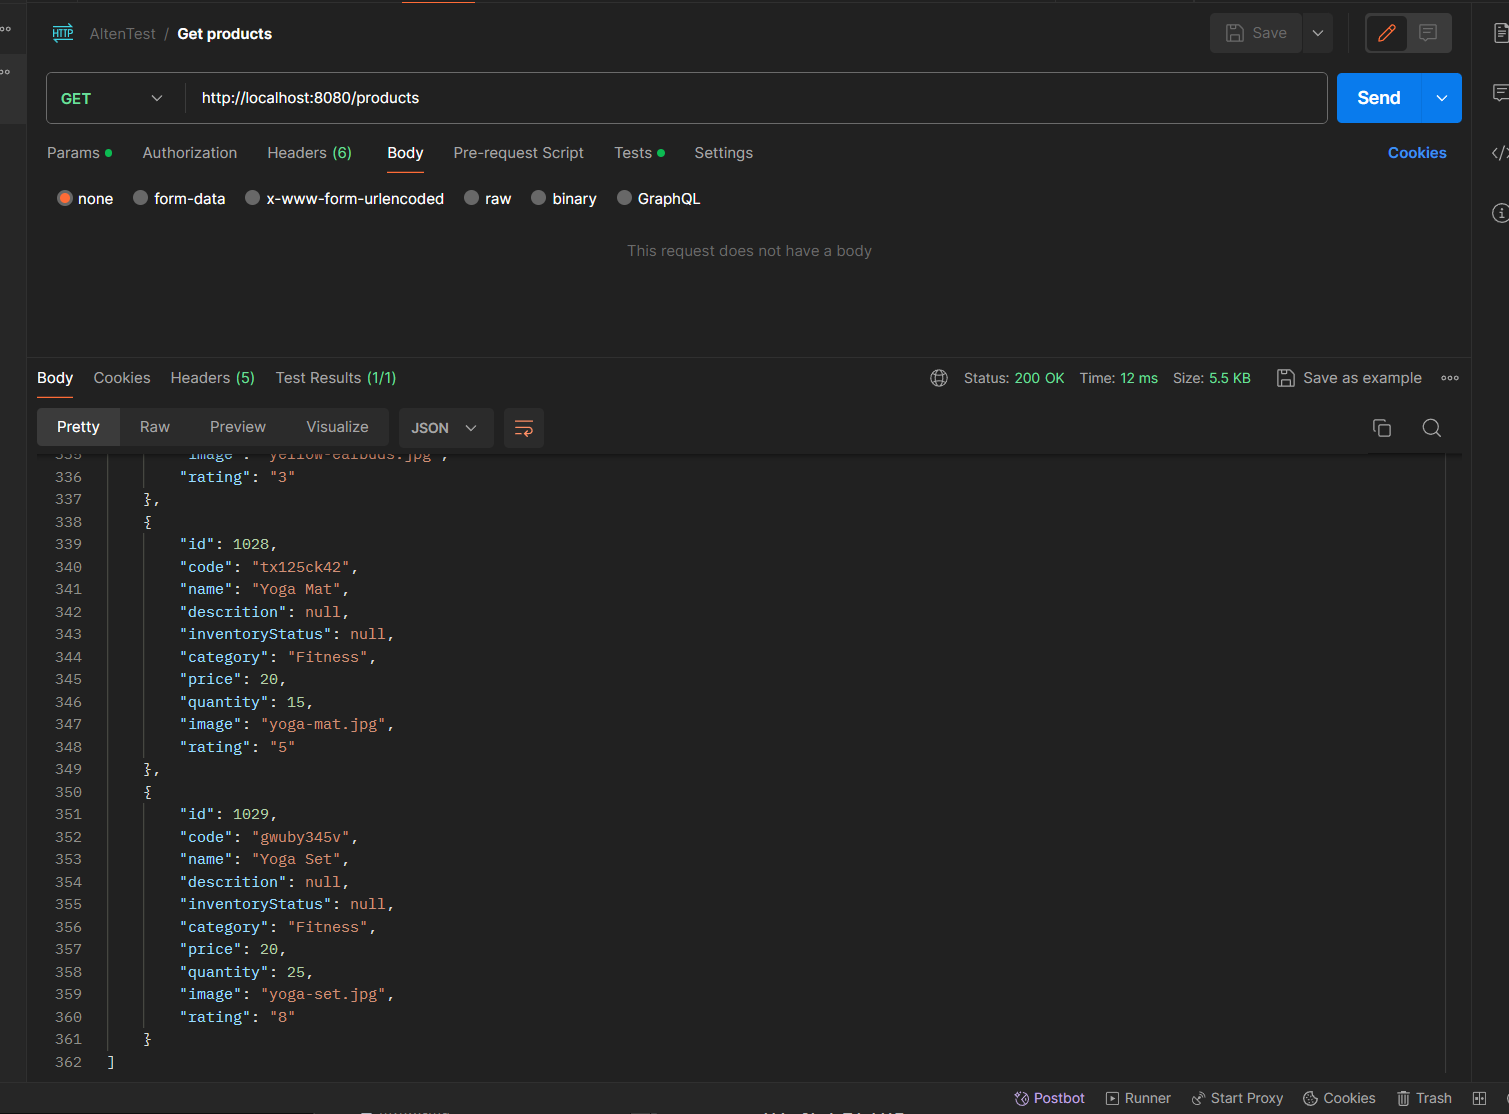 HTTP AltenTest / Get products Save
GET http://localhost:8080/products Send
Params Authorization Headers (6) Body Pre-request Script Tests Settings Cookies
none form-data x-www-form-urlencoded raw binary GraphQL
This request does not have a body
Body Cookies Headers (5) Test Results (1/1) Status: 200 OK Time: 12 ms Size: 5.5 KB Save as example
Pretty Raw Preview Visualize JSON
335 "image": "yellow-earbuds.jpg",
336 "rating": "3"
337 },
338 {
339 "id": 1028,
340 "code": "tx125ck42",
341 "name": "Yoga Mat",
342 "descrition": null,
343 "inventoryStatus": null,
344 "category": "Fitness",
345 "price": 20,
346 "quantity": 15,
347 "image": "yoga-mat.jpg",
348 "rating": "5"
349 },
350 {
351 "id": 1029,
352 "code": "gwuby345v",
353 "name": "Yoga Set",
354 "descrition": null,
355 "inventoryStatus": null,
356 "category": "Fitness",
357 "price": 20,
358 "quantity": 25,
359 "image": "yoga-set.jpg",
360 "rating": "8"
361 }
362 ]
Postbot Runner Start Proxy Cookies Trash